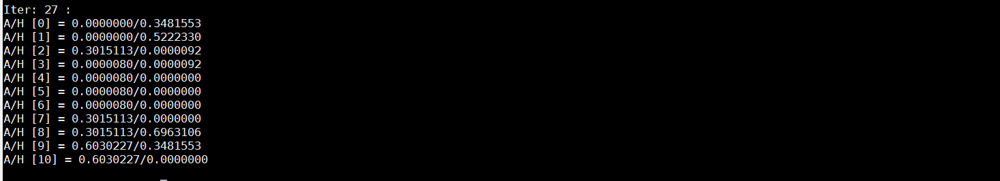 Iter: 27 :
A/H [0] = 0.0000000/0.3481553
A/H [1] = 0.0000000/0.5222330
A/H [2] = 0.3015113/0.0000092
A/H [3] = 0.0000080/0.0000092
A/H [4] = 0.0000080/0.0000000
A/H [5] = 0.0000080/0.0000000
A/H [6] = 0.0000080/0.0000000
A/H [7] = 0.3015113/0.0000000
A/H [8] = 0.3015113/0.6963106
A/H [9] = 0.6030227/0.3481553
A/H [10] = 0.6030227/0.0000000